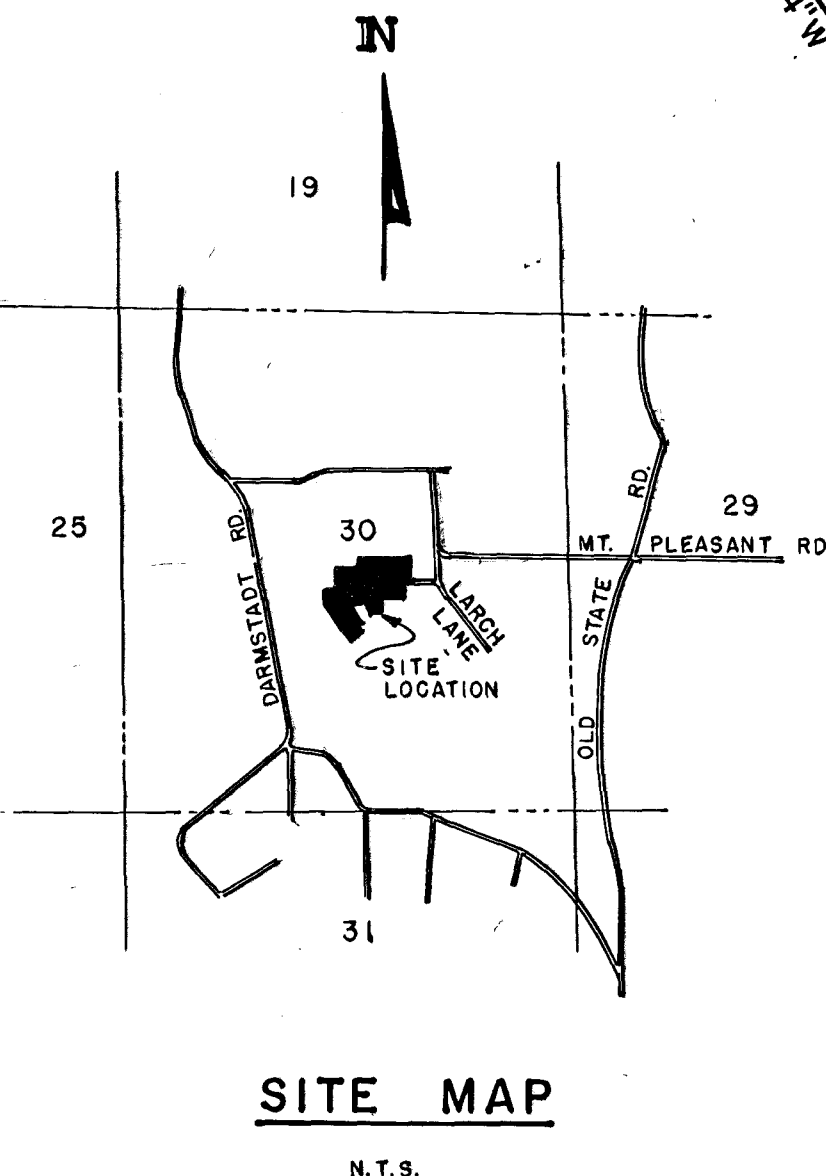 N
W
19
25
30
29
DARMSTADT RD.
MT. PLEASANT RD
OLD STATE RD.
LARCH
LANE
SITE
LOCATION
31
SITE MAP
N.T.S.